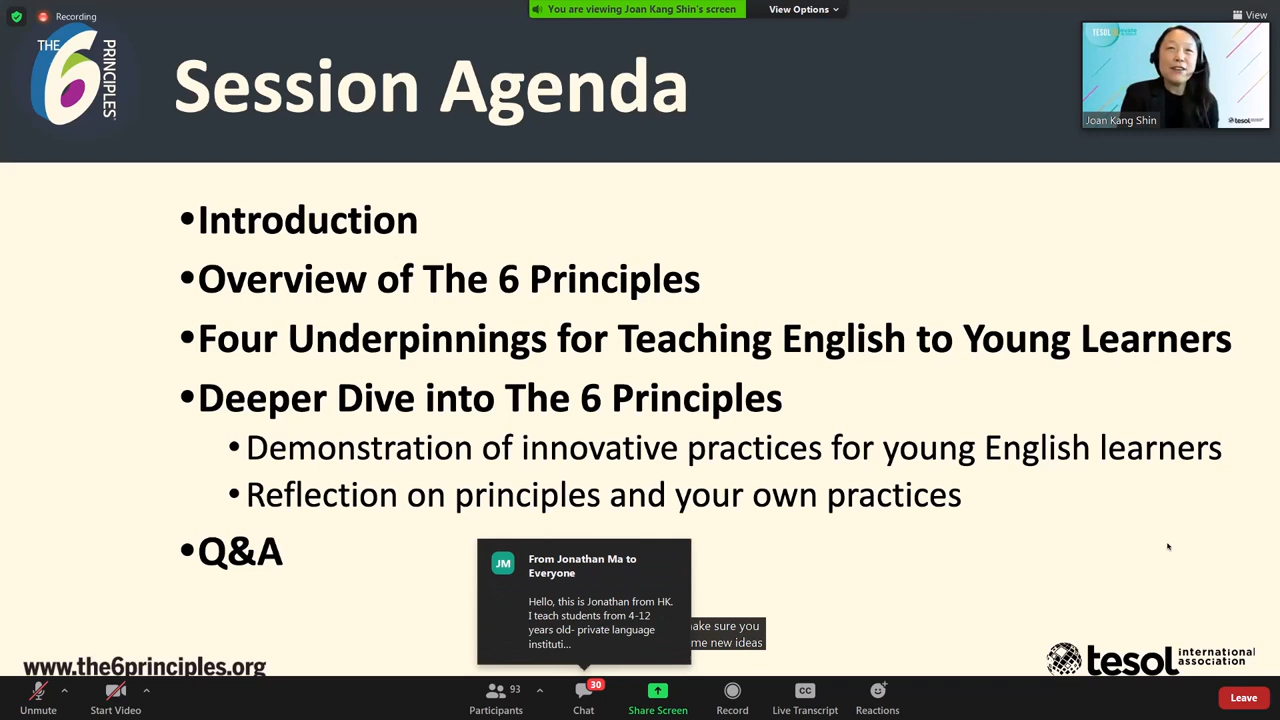 Recording
You are viewing Joan Kang Shin's screen
View Options
View
THE 6 PRINCIPLES
Session Agenda
TESOL
Joan Kang Shin
tesol
•Introduction
•Overview of The 6 Principles
•Four Underpinnings for Teaching English to Young Learners
•Deeper Dive into The 6 Principles
•Demonstration of innovative practices for young English learners
•Reflection on principles and your own practices
•Q&A
JM
From Jonathan Ma to
Everyone
Hello, this is Jonathan from HK.
I teach students from 4-12
years old- private language
instituti...
make sure you
me new ideas
www.the6principles.org
tesol international
association
Unmute
Start Video
93
Participants
30
Chat
Share Screen
Record
CC
Live Transcript
Reactions
Leave